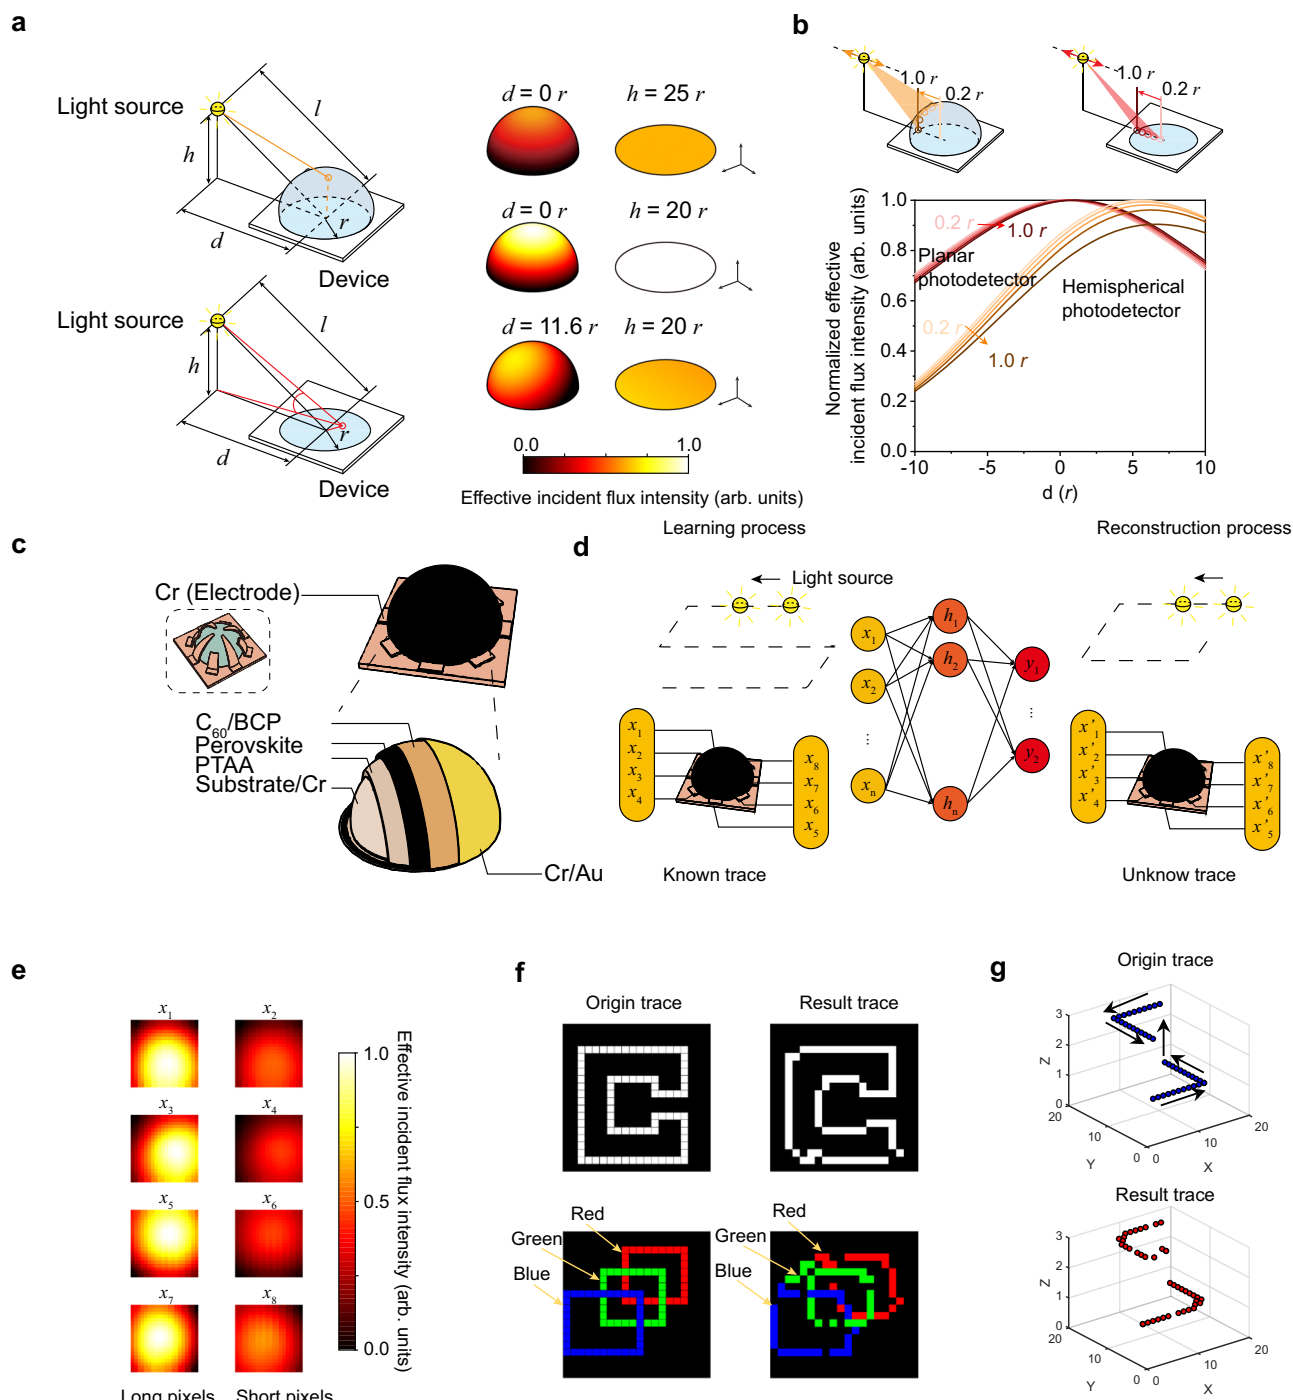 a
Light source
h
l
d
r
Device
Light source
h
l
d
r
Device
d = 0 r
h = 25 r
d = 0 r
h = 20 r
d = 11.6 r
h = 20 r
0.0
1.0
Effective incident flux intensity (arb. units)
b
1.0 r
0.2 r
1.0 r
0.2 r
Normalized effective
incident flux intensity (arb. units)
1.0
0.8
0.6
0.4
0.2
0.0
0.2 r
1.0 r
Planar
photodetector
Hemispherical
photodetector
0.2 r
1.0 r
-10
-5
0
5
10
d (r)
c
Cr (Electrode)
C60/BCP
Perovskite
PTAA
Substrate/Cr
Cr/Au
d
Learning process
Reconstruction process
Light source
x1
x2
...
xn
h1
h2
hn
y1
...
y2
x1
x2
x3
x4
x8
x7
x6
x5
x'1
x'2
x'3
x'4
x'8
x'7
x'6
x'5
Known trace
Unknow trace
e
x1
x2
x3
x4
x5
x6
x7
x8
Long pixels
Short pixels
1.0
0.5
0.0
Effective incident flux intensity (arb. units)
f
Origin trace
Result trace
Red
Green
Blue
Red
Green
Blue
g
Origin trace
3
2
1
0
Z
20
10
0
Y
0
10
20
X
Result trace
3
2
1
0
Z
20
10
0
Y
0
10
20
X